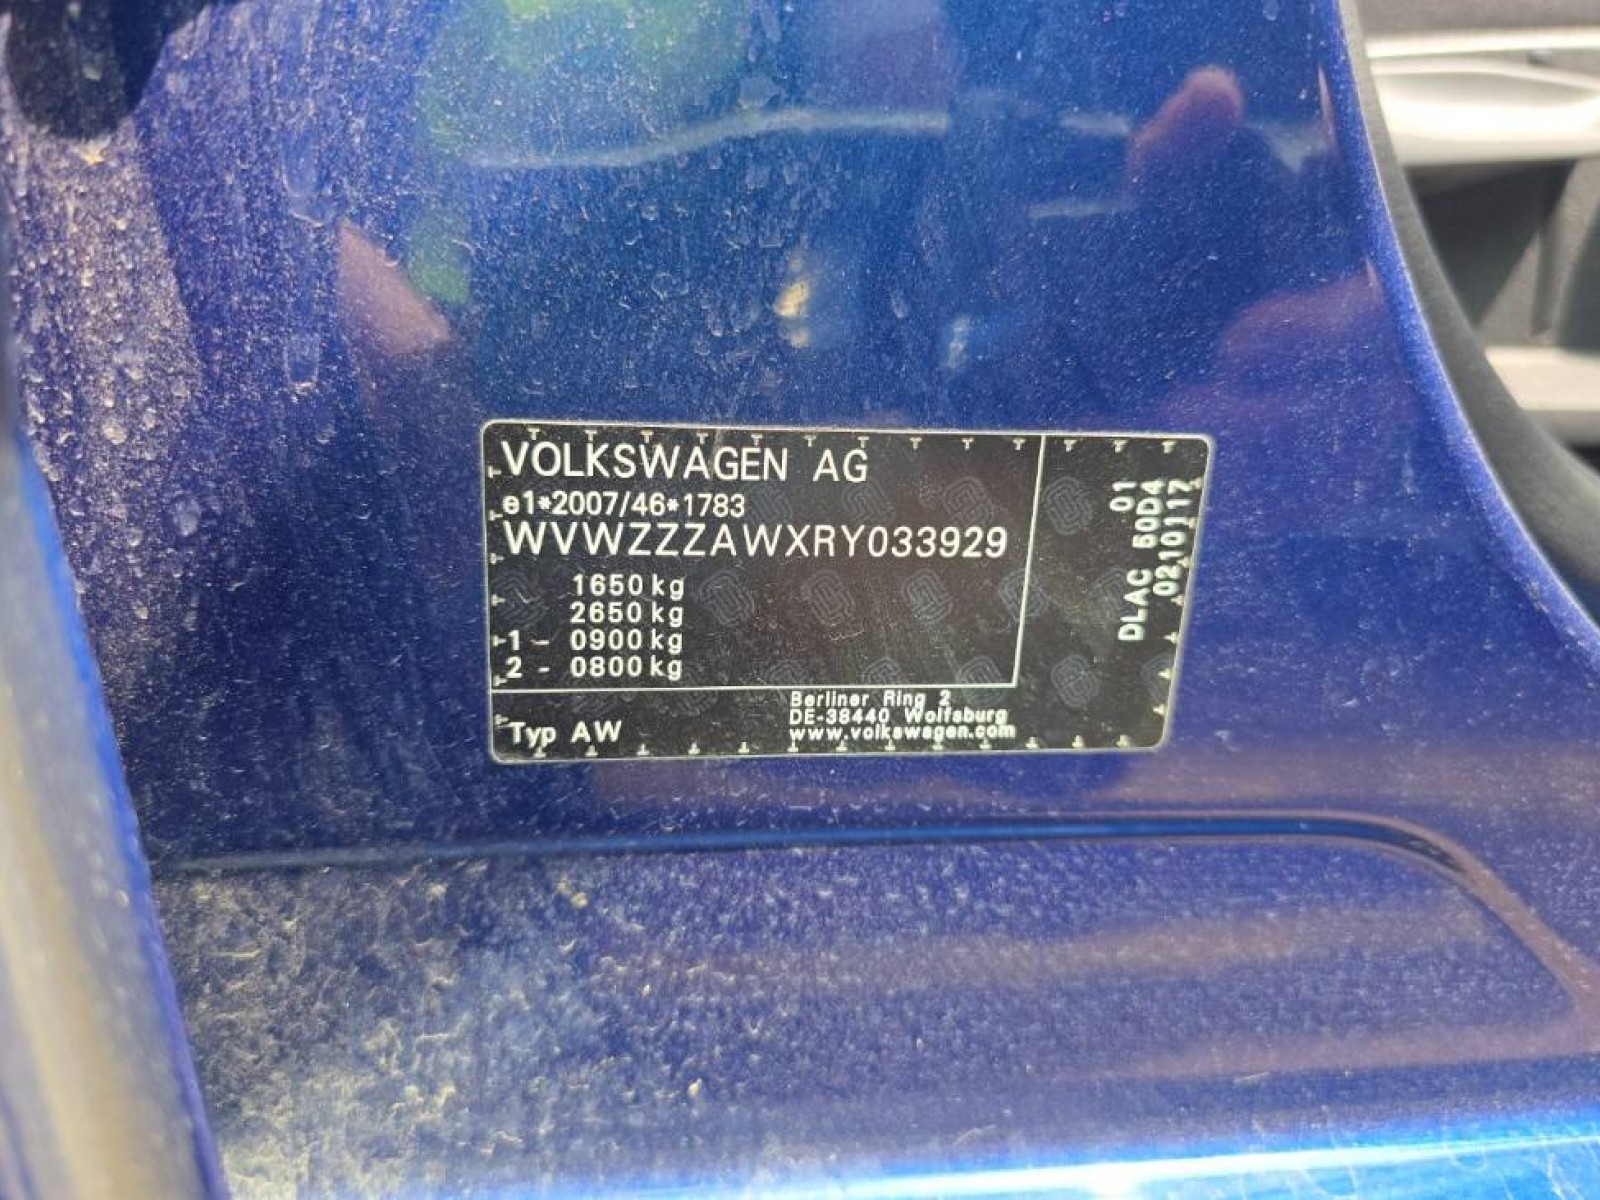 VOLKSWAGEN AG
e1*2007/46*1783
WVWZZZAWXRY033929
1650 kg
2650 kg
1 - 0900 kg
2 - 0800 kg
Typ AW
Berliner Ring 2
DE-38440 Wolfsburg
www.volkswagen.com
01
DLAC 50D4
0210117